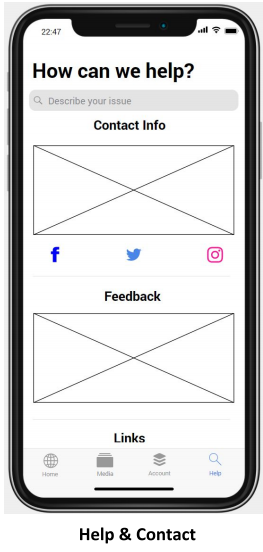 22:47
How can we help?
Describe your issue
Contact Info
Feedback
Links
Home Media Account Help
Help & Contact